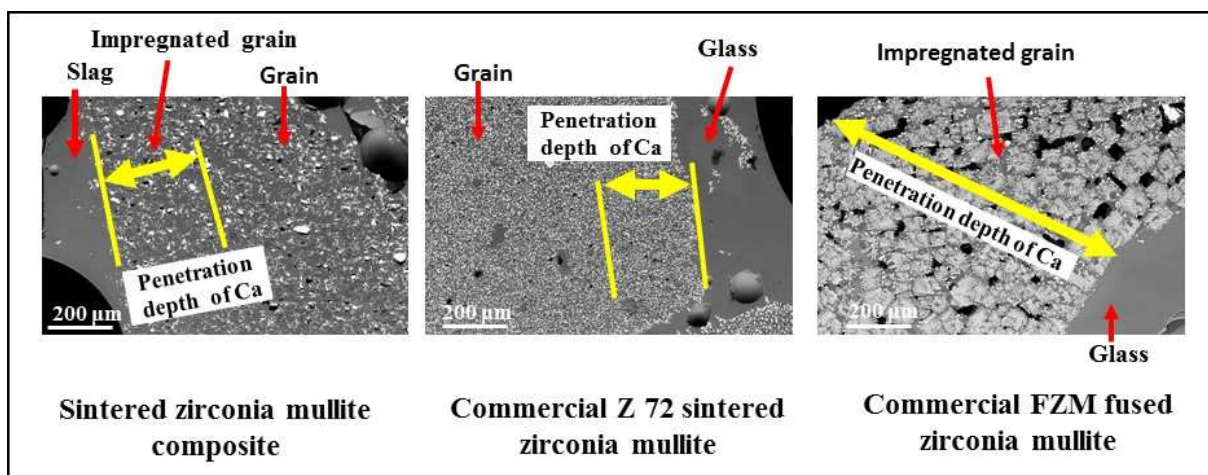 Impregnated grain
Slag
Grain
Penetration
depth of Ca
200 µm
Sintered zirconia mullite
composite
Grain
Glass
Penetration
depth of Ca
200 µm
Commercial Z 72 sintered
zirconia mullite
Impregnated grain
Penetration depth of Ca
200 µm
Glass
Commercial FZM fused
zirconia mullite